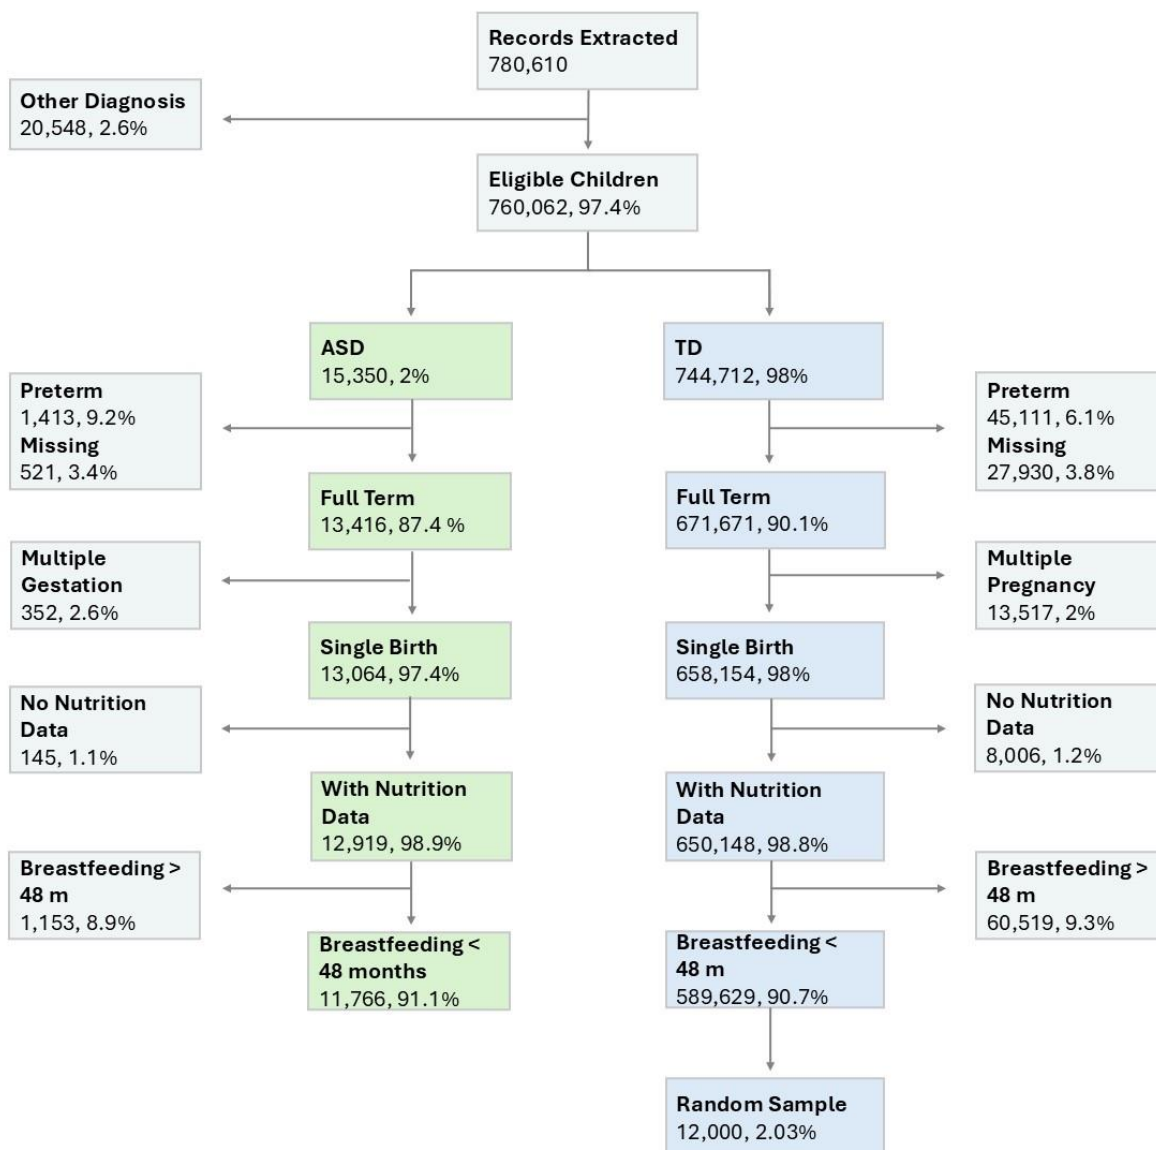 Records Extracted
780,610
Other Diagnosis
20,548, 2.6%
Eligible Children
760,062, 97.4%
ASD
15,350, 2%
TD
744,712, 98%
Preterm
1,413, 9.2%
Missing
521, 3.4%
Preterm
45,111, 6.1%
Missing
27,930, 3.8%
Full Term
13,416, 87.4 %
Full Term
671,671, 90.1%
Multiple
Gestation
352, 2.6%
Multiple
Pregnancy
13,517, 2%
Single Birth
13,064, 97.4%
Single Birth
658,154, 98%
No Nutrition
Data
145, 1.1%
No Nutrition
Data
8,006, 1.2%
With Nutrition
Data
12,919, 98.9%
With Nutrition
Data
650,148, 98.8%
Breastfeeding >
48 m
1,153, 8.9%
Breastfeeding >
48 m
60,519, 9.3%
Breastfeeding <
48 months
11,766, 91.1%
Breastfeeding <
48 m
589,629, 90.7%
Random Sample
12,000, 2.03%